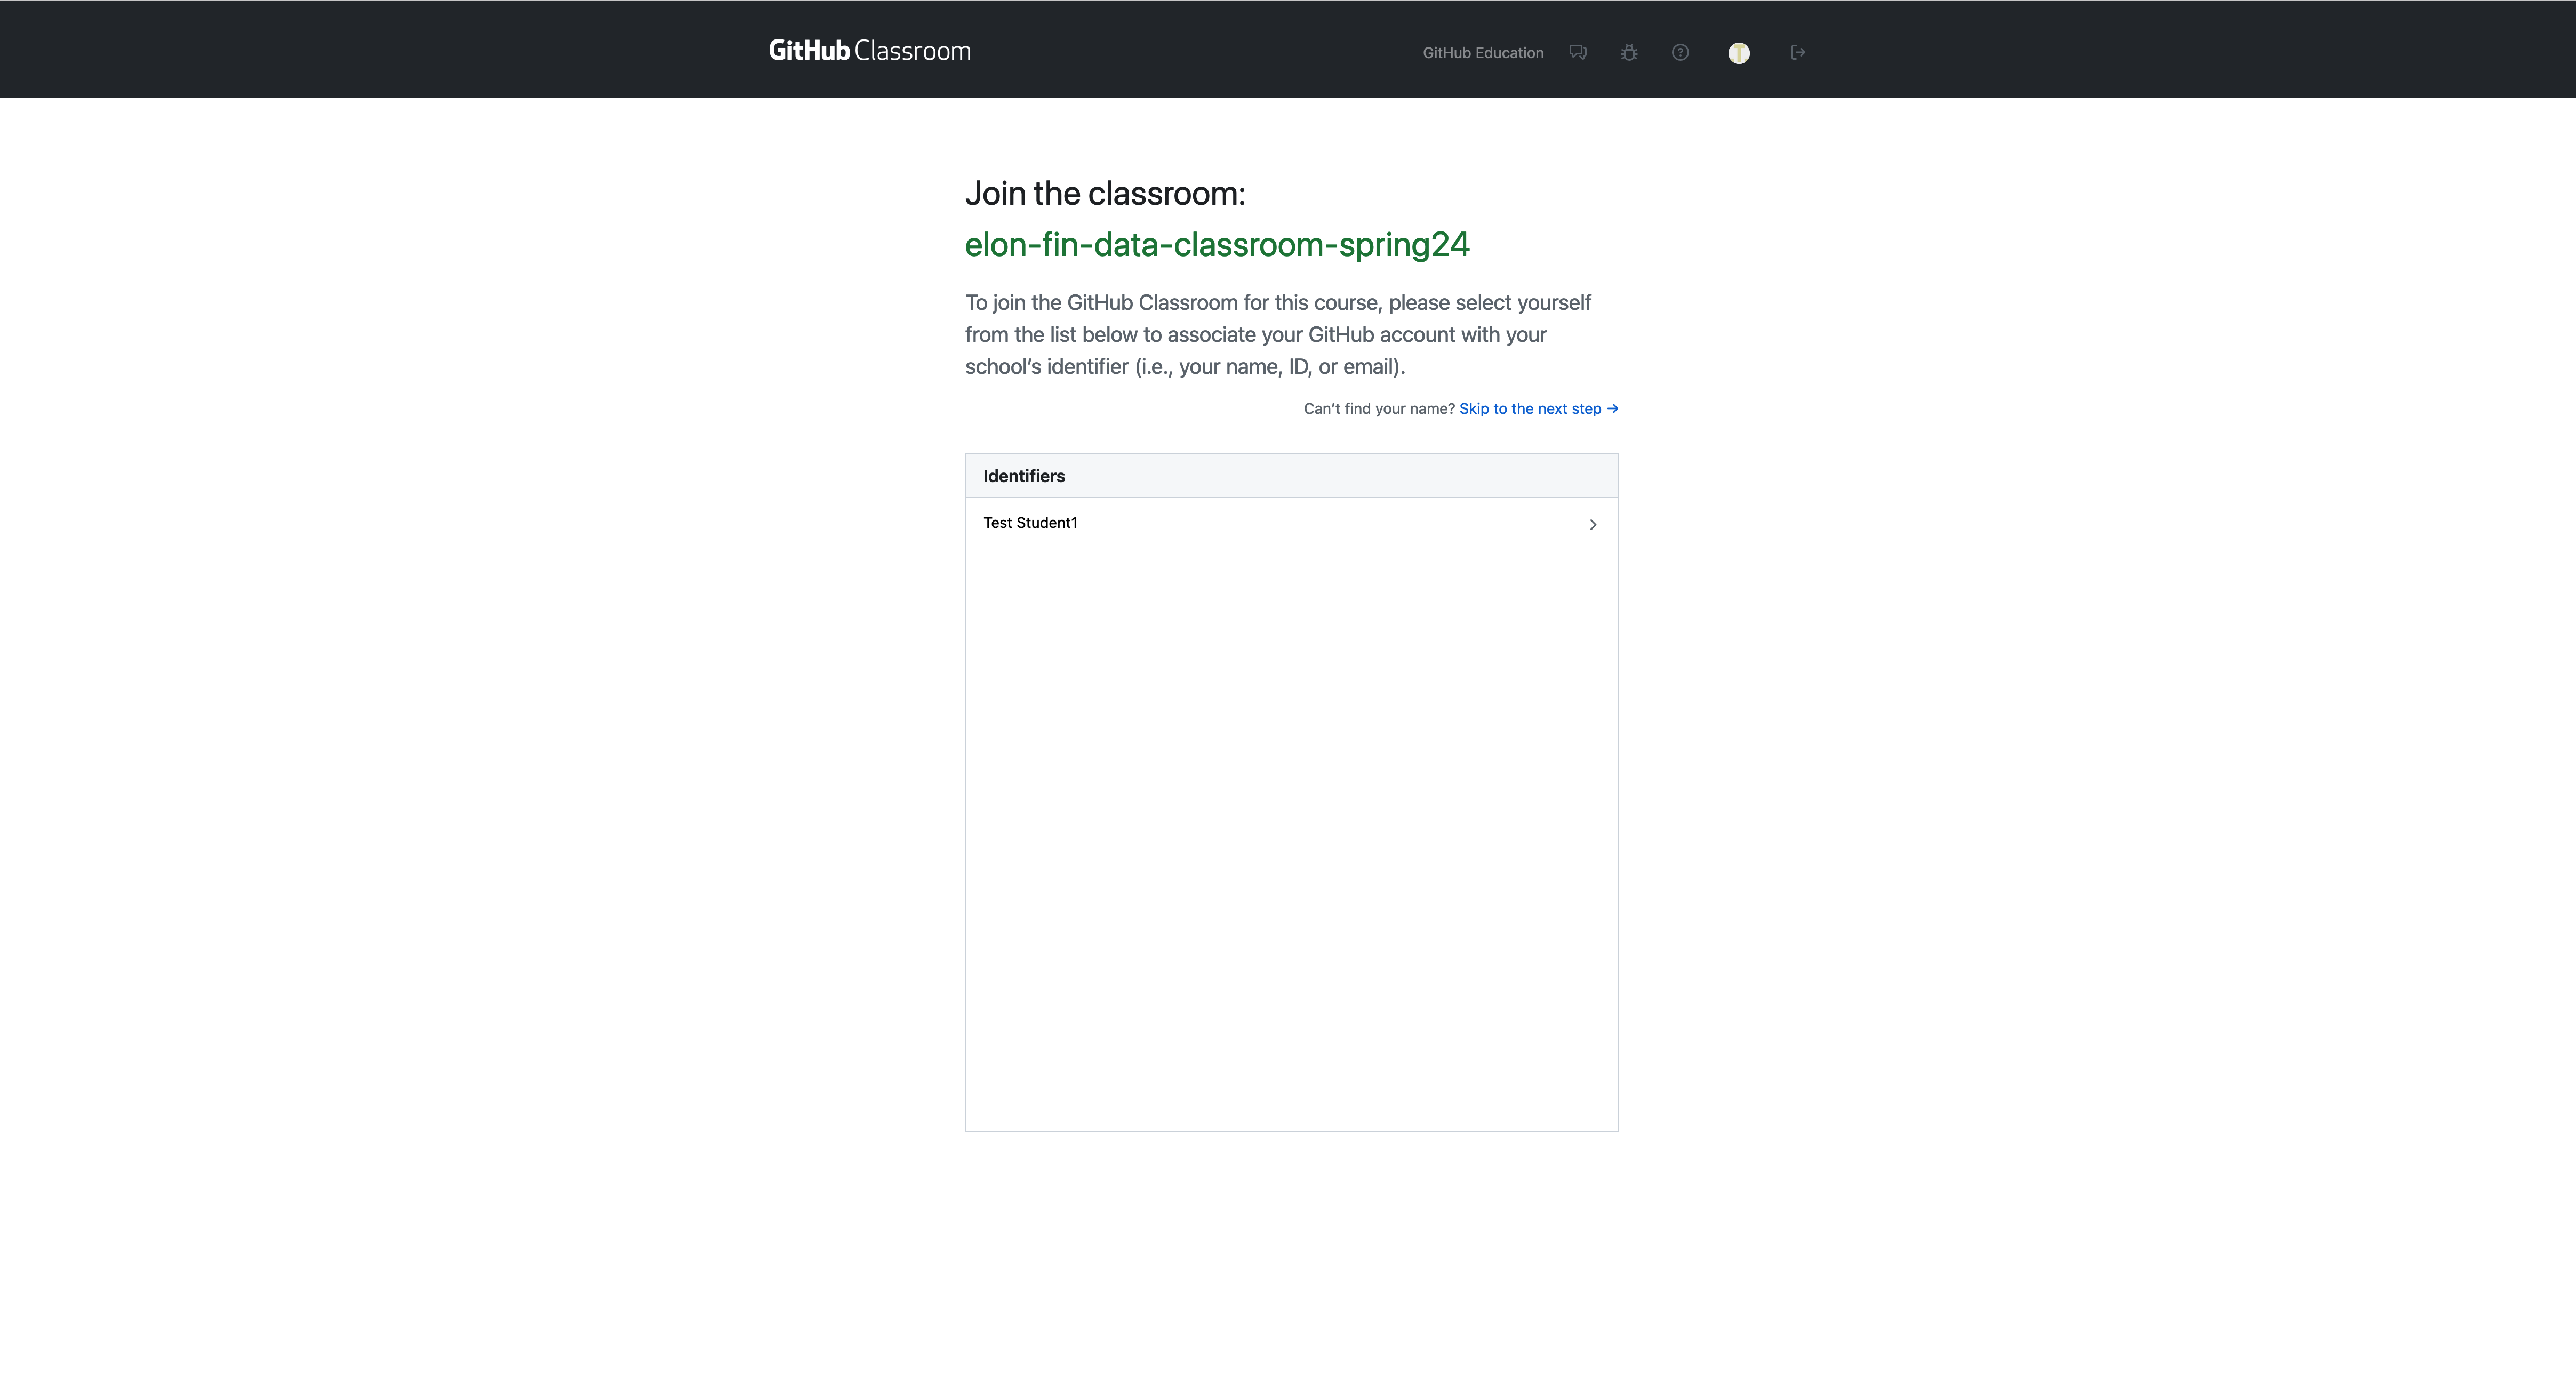 GitHub Classroom
GitHub Education
Join the classroom:
elon-fin-data-classroom-spring24
To join the GitHub Classroom for this course, please select yourself
from the list below to associate your GitHub account with your
school’s identifier (i.e., your name, ID, or email).
Can’t find your name? Skip to the next step →
Identifiers
Test Student1